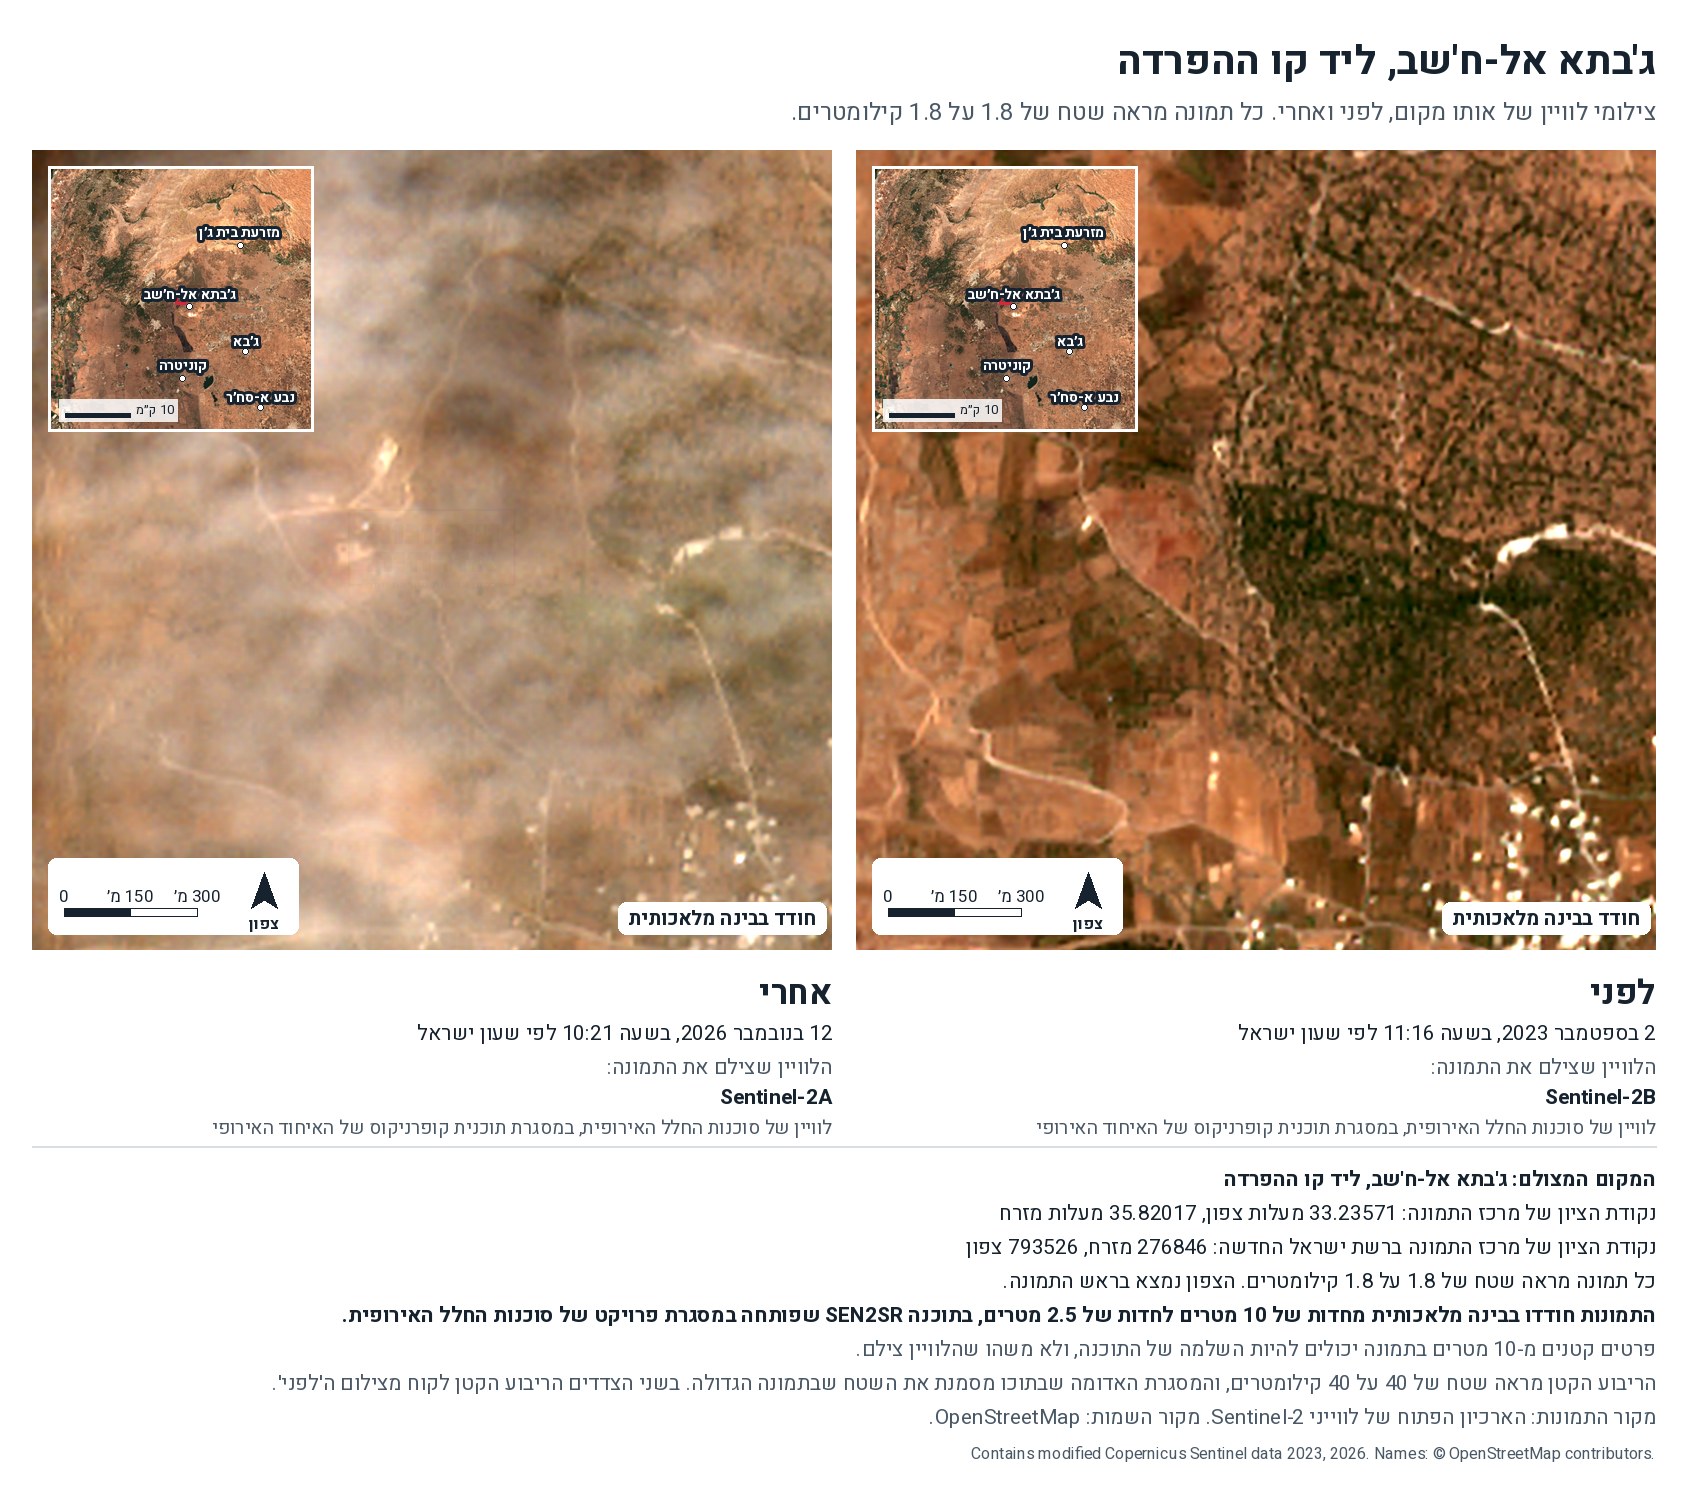 ג'בתא אל-ח'שב, ליד קו ההפרדה
צילומי לוויין של אותו מקום, לפני ואחרי. כל תמונה מראה שטח של 1.8 על 1.8 קילומטרים.
מזרעת בית ג'ן
ג'בתא אל-ח'שב
ג'בא
קוניטרה
נבע א-סח'ר
10 ק"מ
0 150 מ' 300 מ'
צפון
חודד בבינה מלאכותית
מזרעת בית ג'ן
ג'בתא אל-ח'שב
ג'בא
קוניטרה
נבע א-סח'ר
10 ק"מ
0 150 מ' 300 מ'
צפון
חודד בבינה מלאכותית
לפני
2 בספטמבר 2023, בשעה 11:16 לפי שעון ישראל
הלוויין שצילם את התמונה:
Sentinel-2B
לוויין של סוכנות החלל האירופית, במסגרת תוכנית קופרניקוס של האיחוד האירופי
אחרי
12 בנובמבר 2026, בשעה 10:21 לפי שעון ישראל
הלוויין שצילם את התמונה:
Sentinel-2A
לוויין של סוכנות החלל האירופית, במסגרת תוכנית קופרניקוס של האיחוד האירופי
המקום המצולם: ג'בתא אל-ח'שב, ליד קו ההפרדה
נקודת הציון של מרכז התמונה: 33.23571 מעלות צפון, 35.82017 מעלות מזרח
נקודת הציון של מרכז התמונה ברשת ישראל החדשה: 276846 מזרח, 793526 צפון
כל תמונה מראה שטח של 1.8 על 1.8 קילומטרים. הצפון נמצא בראש התמונה.
התמונות חודדו בבינה מלאכותית מחדות של 10 מטרים לחדות של 2.5 מטרים, בתוכנה SEN2SR שפותחה במסגרת פרויקט של סוכנות החלל האירופית.
פרטים קטנים מ-10 מטרים בתמונה יכולים להיות השלמה של התוכנה, ולא משהו שהלוויין צילם.
הריבוע הקטן מראה שטח של 40 על 40 קילומטרים, והמסגרת האדומה שבתוכו מסמנת את השטח שבתמונה הגדולה. בשני הצדדים הריבוע הקטן לקוח מצילום ה'לפני'.
מקור התמונות: הארכיון הפתוח של לווייני Sentinel-2. מקור השמות: OpenStreetMap.
Contains modified Copernicus Sentinel data 2023, 2026. Names: © OpenStreetMap contributors.